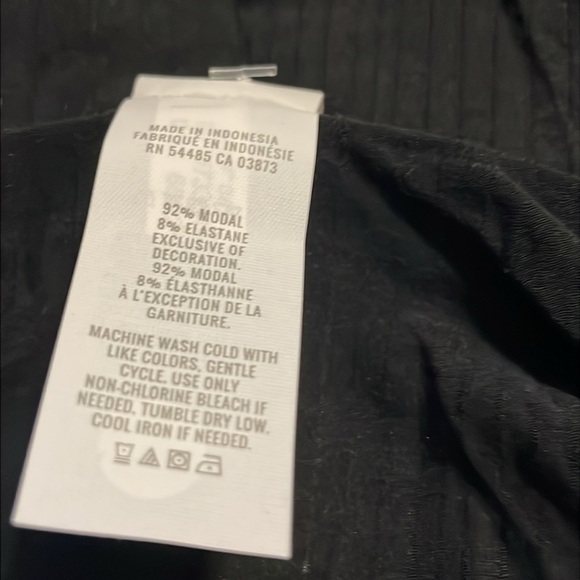 MADE IN INDONESIA
FABRIQUÉ EN INDONÉSIE
RN 54485 CA 03873
92% MODAL
8% ELASTANE
EXCLUSIVE OF
DECORATION.
92% MODAL
8% ÉLASTHANNE
À L'EXCEPTION DE LA
GARNITURE.
MACHINE WASH COLD WITH
LIKE COLORS, GENTLE
CYCLE. USE ONLY
NON-CHLORINE BLEACH IF
NEEDED. TUMBLE DRY LOW.
COOL IRON IF NEEDED.